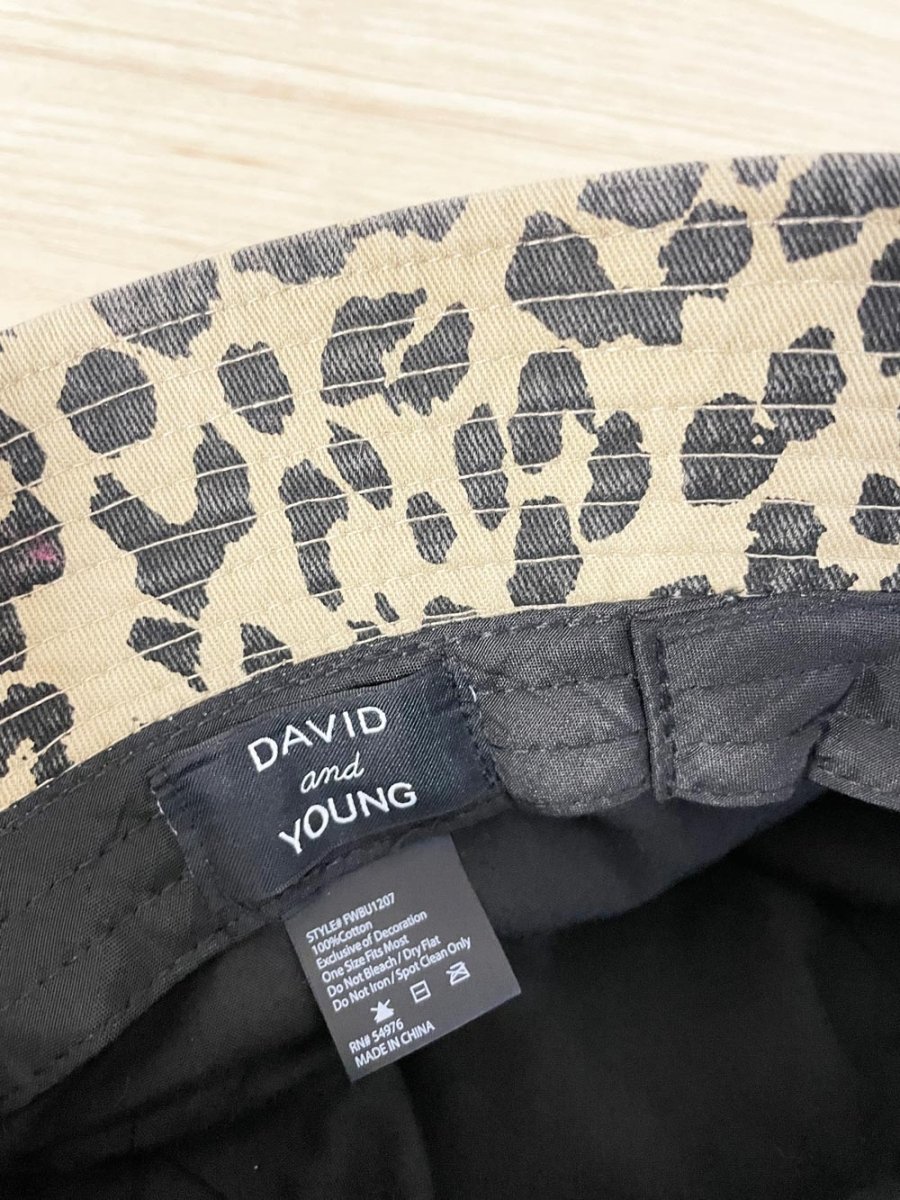 DAVID
and
YOUNG
STYLE# FWBU1207
100%Cotton
Exclusive of Decoration
One Size Fits Most
Do Not Bleach / Dry Flat
Do Not Iron / Spot Clean Only
RN# 54976
MADE IN CHINA